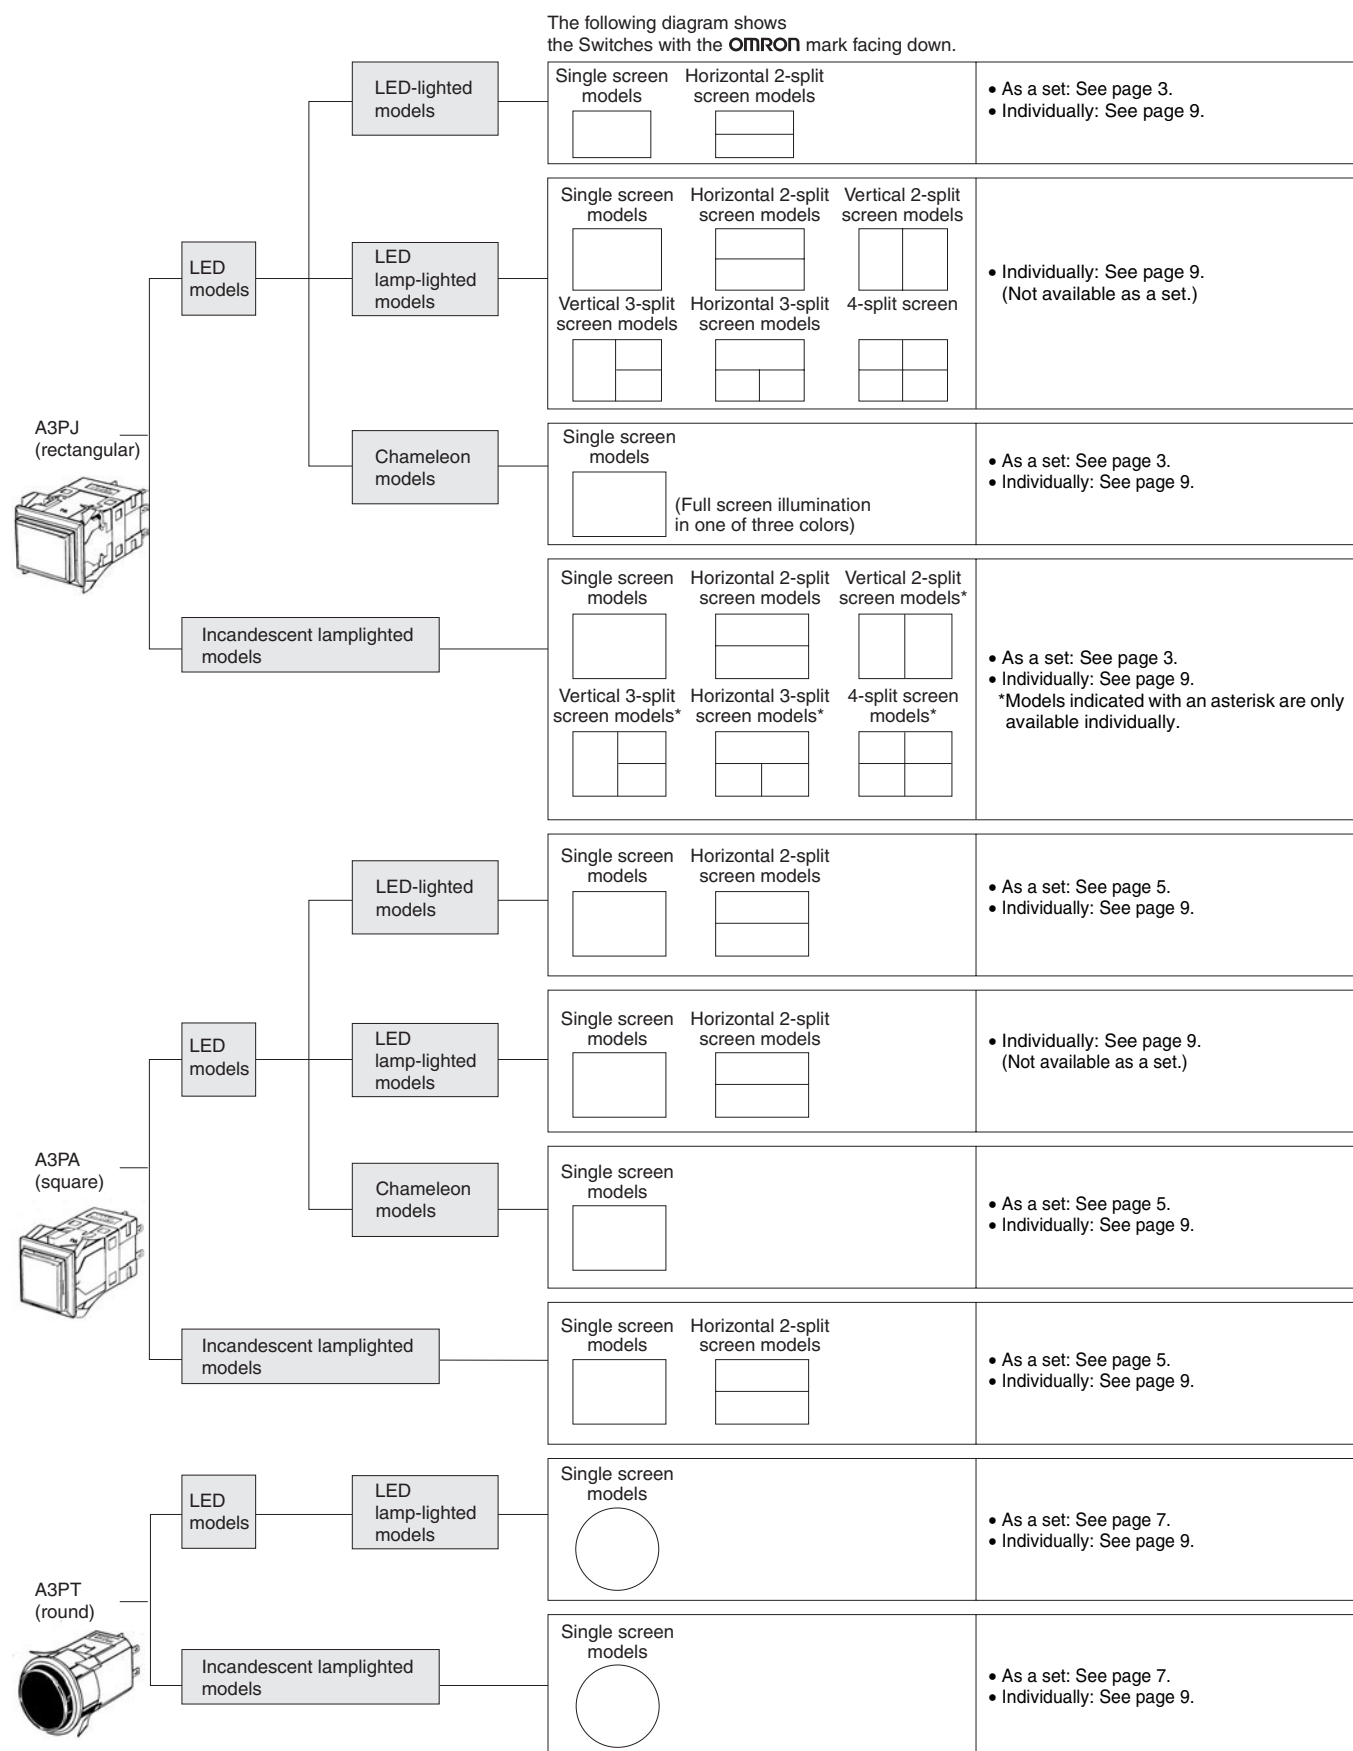 The following diagram shows
the Switches with the OMRON mark facing down.
LED-lighted
models
Single screen
models
Horizontal 2-split
screen models
• As a set: See page 3.
• Individually: See page 9.
LED
models
LED
lamp-lighted
models
Single screen
models
Horizontal 2-split
screen models
Vertical 2-split
screen models
Vertical 3-split
screen models
Horizontal 3-split
screen models
4-split screen
• Individually: See page 9.
(Not available as a set.)
A3PJ
(rectangular)
Chameleon
models
Single screen
models
(Full screen illumination
in one of three colors)
• As a set: See page 3.
• Individually: See page 9.
Incandescent lamplighted
models
Single screen
models
Horizontal 2-split
screen models
Vertical 2-split
screen models*
Vertical 3-split
screen models*
Horizontal 3-split
screen models*
4-split screen
models*
• As a set: See page 3.
• Individually: See page 9.
*Models indicated with an asterisk are only
available individually.
LED-lighted
models
Single screen
models
Horizontal 2-split
screen models
• As a set: See page 5.
• Individually: See page 9.
LED
models
LED
lamp-lighted
models
Single screen
models
Horizontal 2-split
screen models
• Individually: See page 9.
(Not available as a set.)
A3PA
(square)
Chameleon
models
Single screen
models
• As a set: See page 5.
• Individually: See page 9.
Incandescent lamplighted
models
Single screen
models
Horizontal 2-split
screen models
• As a set: See page 5.
• Individually: See page 9.
LED
models
LED
lamp-lighted
models
Single screen
models
• As a set: See page 7.
• Individually: See page 9.
A3PT
(round)
Incandescent lamplighted
models
Single screen
models
• As a set: See page 7.
• Individually: See page 9.